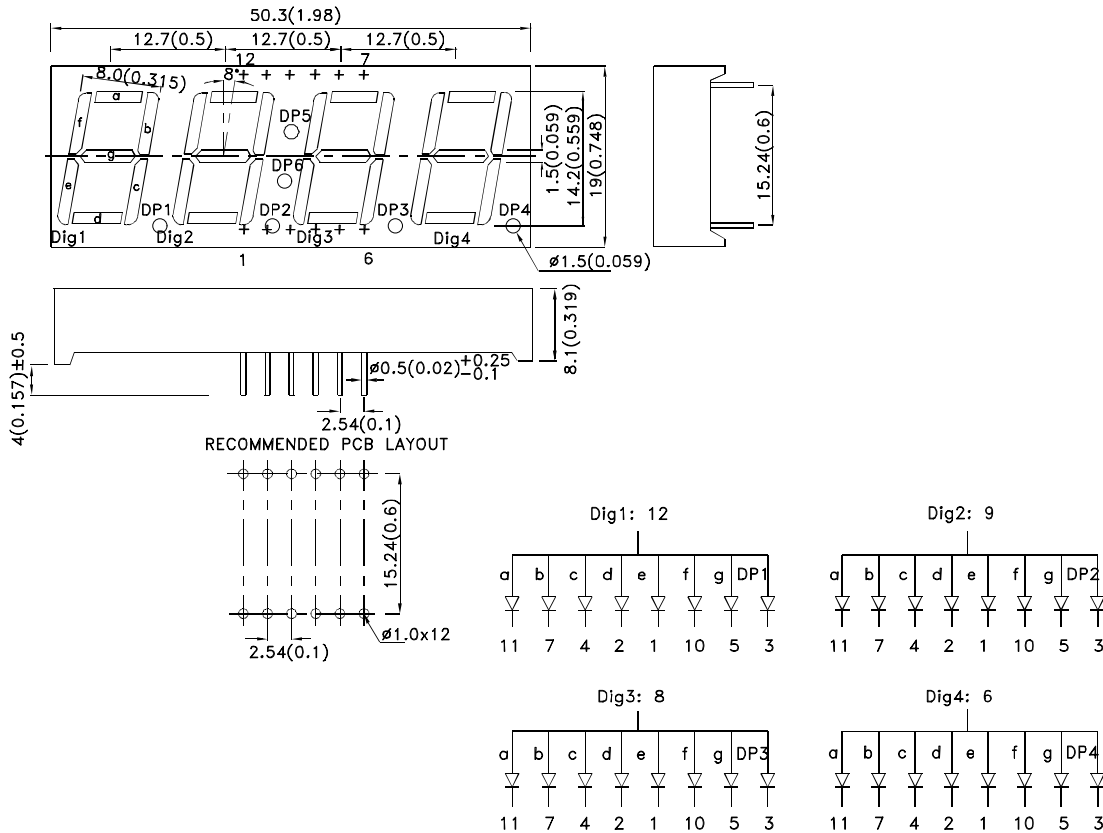 50.3(1.98)
12.7(0.5) 12.7(0.5) 12.7(0.5)
12 7
8.0(0.315) 8°
a
f b
g
e c
d
DP5
DP6
DP1 DP2 DP3 DP4
Dig1 Dig2 Dig3 Dig4
1 6
1.5(0.059)
14.2(0.559)
19(0.748)
ø1.5(0.059)
15.24(0.6)
8.1(0.319)
4(0.157)±0.5
ø0.5(0.02)+0.25 −0.1
2.54(0.1)
RECOMMENDED PCB LAYOUT
15.24(0.6)
ø1.0x12
2.54(0.1)
Dig1: 12
a b c d e f g DP1
11 7 4 2 1 10 5 3
Dig2: 9
a b c d e f g DP2
11 7 4 2 1 10 5 3
Dig3: 8
a b c d e f g DP3
11 7 4 2 1 10 5 3
Dig4: 6
a b c d e f g DP4
11 7 4 2 1 10 5 3